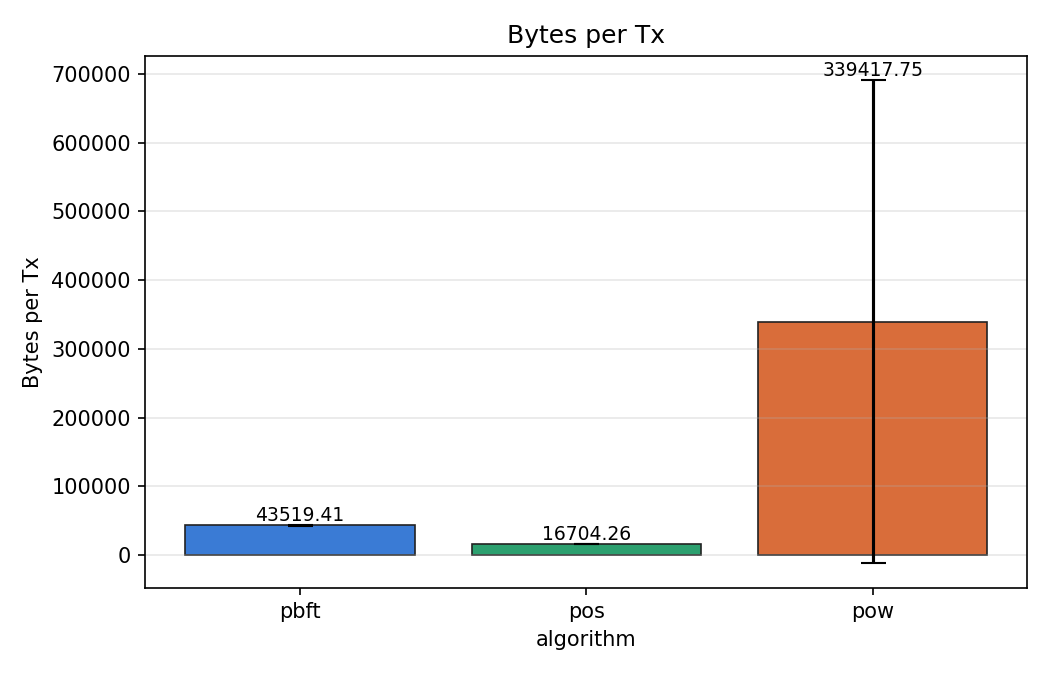 Bytes per Tx
Bytes per Tx
700000
600000
500000
400000
300000
200000
100000
0
43519.41
16704.26
339417.75
pbft
pos
pow
algorithm